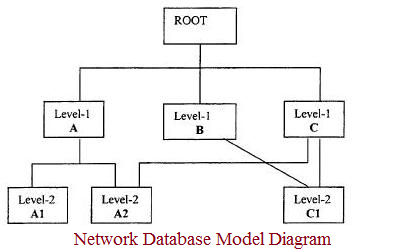 ROOT
Level-1
A
Level-1
B
Level-1
C
Level-2
A1
Level-2
A2
Level-2
C1
Network Database Model Diagram